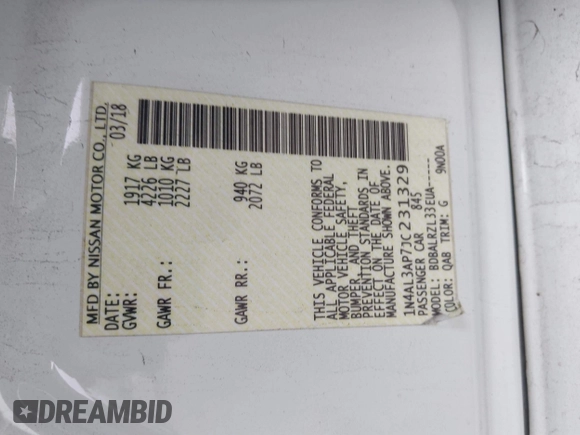 MFD BY NISSAN MOTOR CO., LTD.
DATE: 03/18
GVWR: 1917 KG
4226 LB
GAWR FR.: 1010 KG
2227 LB
GAWR RR.: 940 KG
2072 LB
THIS VEHICLE CONFORMS TO
ALL APPLICABLE FEDERAL
MOTOR VEHICLE SAFETY,
BUMPER, AND THEFT
PREVENTION STANDARDS IN
EFFECT ON THE DATE OF
MANUFACTURE SHOWN ABOVE.
1N4AL3AP7JC231329
PASSENGER CAR 845
MODEL: BDBALRZL33EUA-----
COLOR: QAB TRIM: G 9N00A
DREAMBID